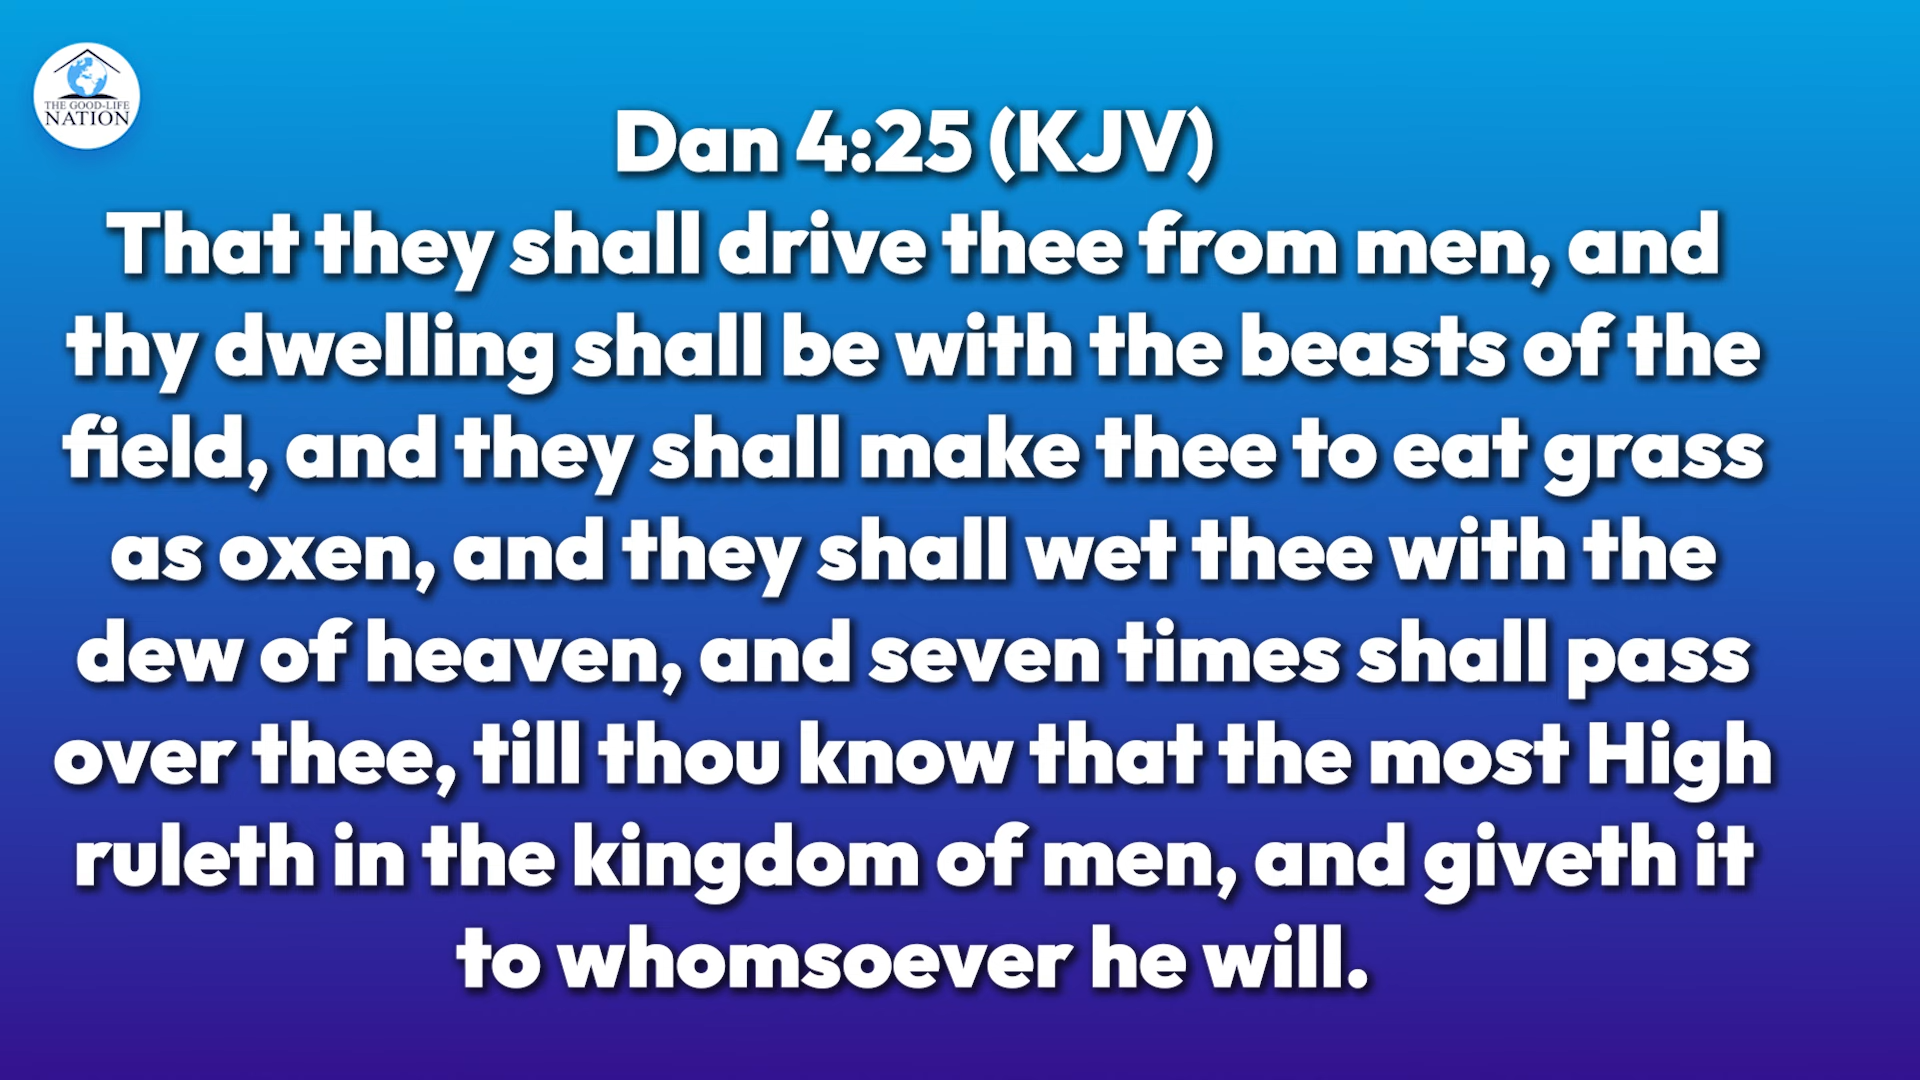 THE GOOD-LIFE
NATION
Dan 4:25 (KJV)
That they shall drive thee from men, and
thy dwelling shall be with the beasts of the
field, and they shall make thee to eat grass
as oxen, and they shall wet thee with the
dew of heaven, and seven times shall pass
over thee, till thou know that the most High
ruleth in the kingdom of men, and giveth it
to whomsoever he will.